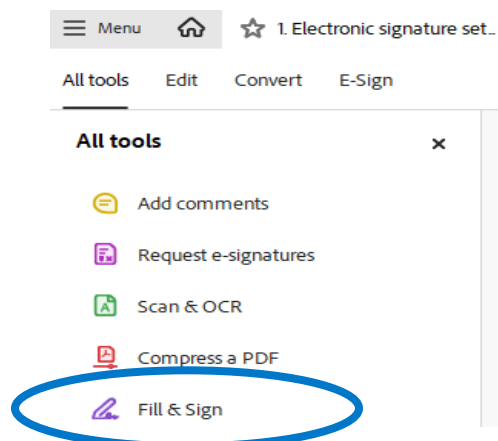 Menu 1. Electronic signature set...
All tools Edit Convert E-Sign
All tools
Add comments
Request e-signatures
Scan & OCR
Compress a PDF
Fill & Sign